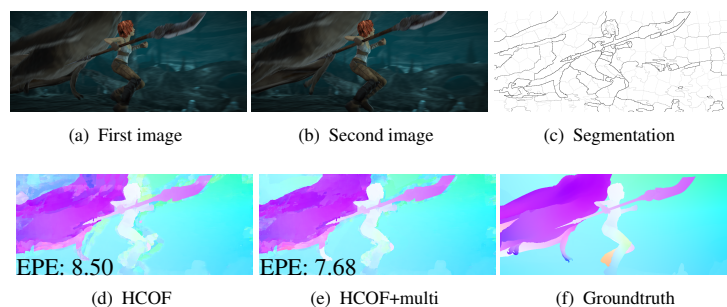 (a) First image
(b) Second image
(c) Segmentation
EPE: 8.50
EPE: 7.68
(d) HCOF
(e) HCOF+multi
(f) Groundtruth